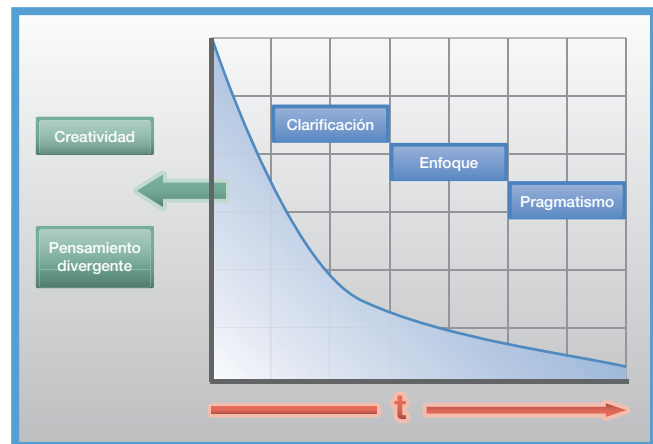 Creatividad
Pensamiento
divergente
Clarificación
Enfoque
Pragmatismo
t